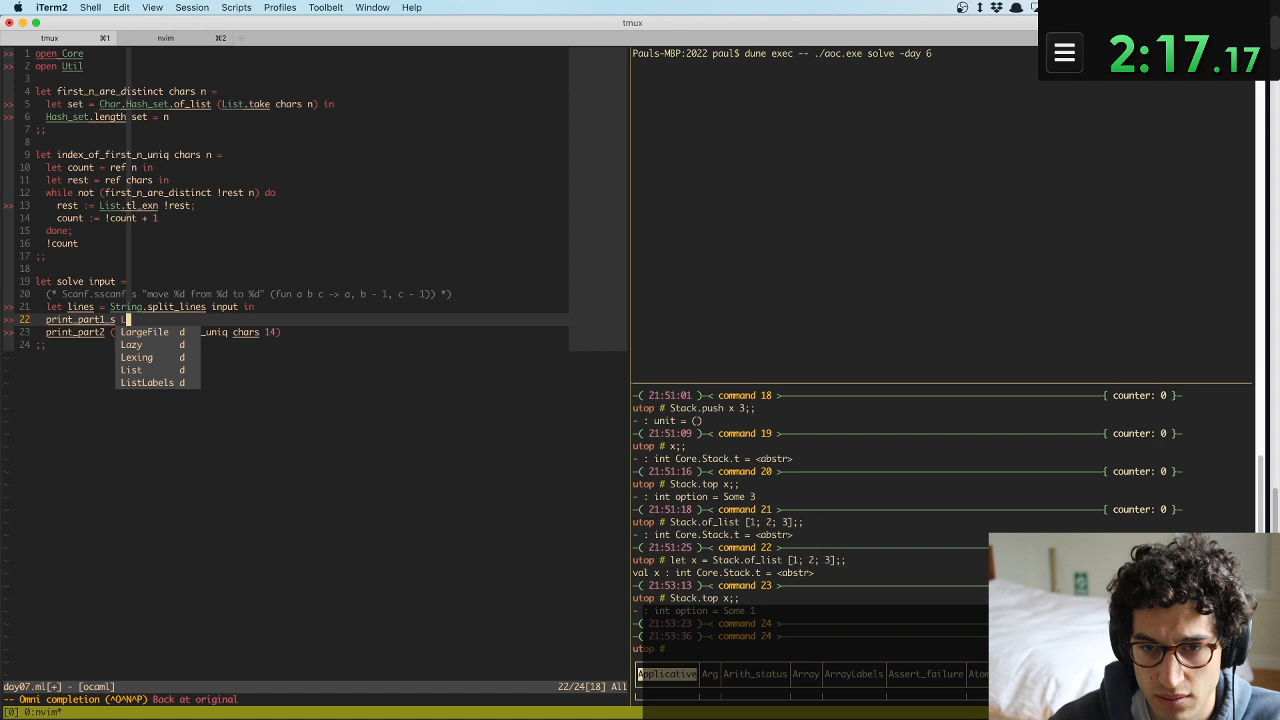 iTerm2 Shell Edit View Session Scripts Profiles Toolbelt Window Help
tmux
tmux ⌘1 nvim ⌘2 +
2:17.17
>> 1 open Core
>> 2 open Util
3
4 let first_n_are_distinct chars n =
>> 5 let set = Char.Hash_set.of_list (List.take chars n) in
>> 6 Hash_set.length set = n
7 ;;
8
9 let index_of_first_n_uniq chars n =
10 let count = ref n in
11 let rest = ref chars in
12 while not (first_n_are_distinct !rest n) do
>> 13 rest := List.tl_exn !rest;
14 count := !count + 1
15 done;
16 !count
17 ;;
18
19 let solve input =
20 (* Scanf.sscanf s "move %d from %d to %d" (fun a b c -> a, b - 1, c - 1)) *)
>> 21 let lines = String.split_lines input in
>> 22 print_part1_s L
>> 23 print_part2 ( _uniq chars 14)
24 ;;
LargeFile d
Lazy d
Lexing d
List d
ListLabels d
day07.ml[+] - [ocaml] 22/24[18] All
-- Omni completion (^O^N^P) Back at original
[0] 0:nvim*
Pauls-MBP:2022 paul$ dune exec -- ./aoc.exe solve -day 6
-( 21:51:01 )-< command 18 >-{ counter: 0 }-
utop # Stack.push x 3;;
- : unit = ()
-( 21:51:09 )-< command 19 >-{ counter: 0 }-
utop # x;;
- : int Core.Stack.t = <abstr>
-( 21:51:16 )-< command 20 >-{ counter: 0 }-
utop # Stack.top x;;
- : int option = Some 3
-( 21:51:18 )-< command 21 >-{ counter: 0 }-
utop # Stack.of_list [1; 2; 3];;
- : int Core.Stack.t = <abstr>
-( 21:51:25 )-< command 22 >-
utop # let x = Stack.of_list [1; 2; 3];;
val x : int Core.Stack.t = <abstr>
-( 21:53:13 )-< command 23 >-
utop # Stack.top x;;
- : int option = Some 1
-( 21:53:23 )-< command 24 >-
-( 21:53:36 )-< command 24 >-
utop #
Applicative Arg Arith_status Array ArrayLabels Assert_failure Aton